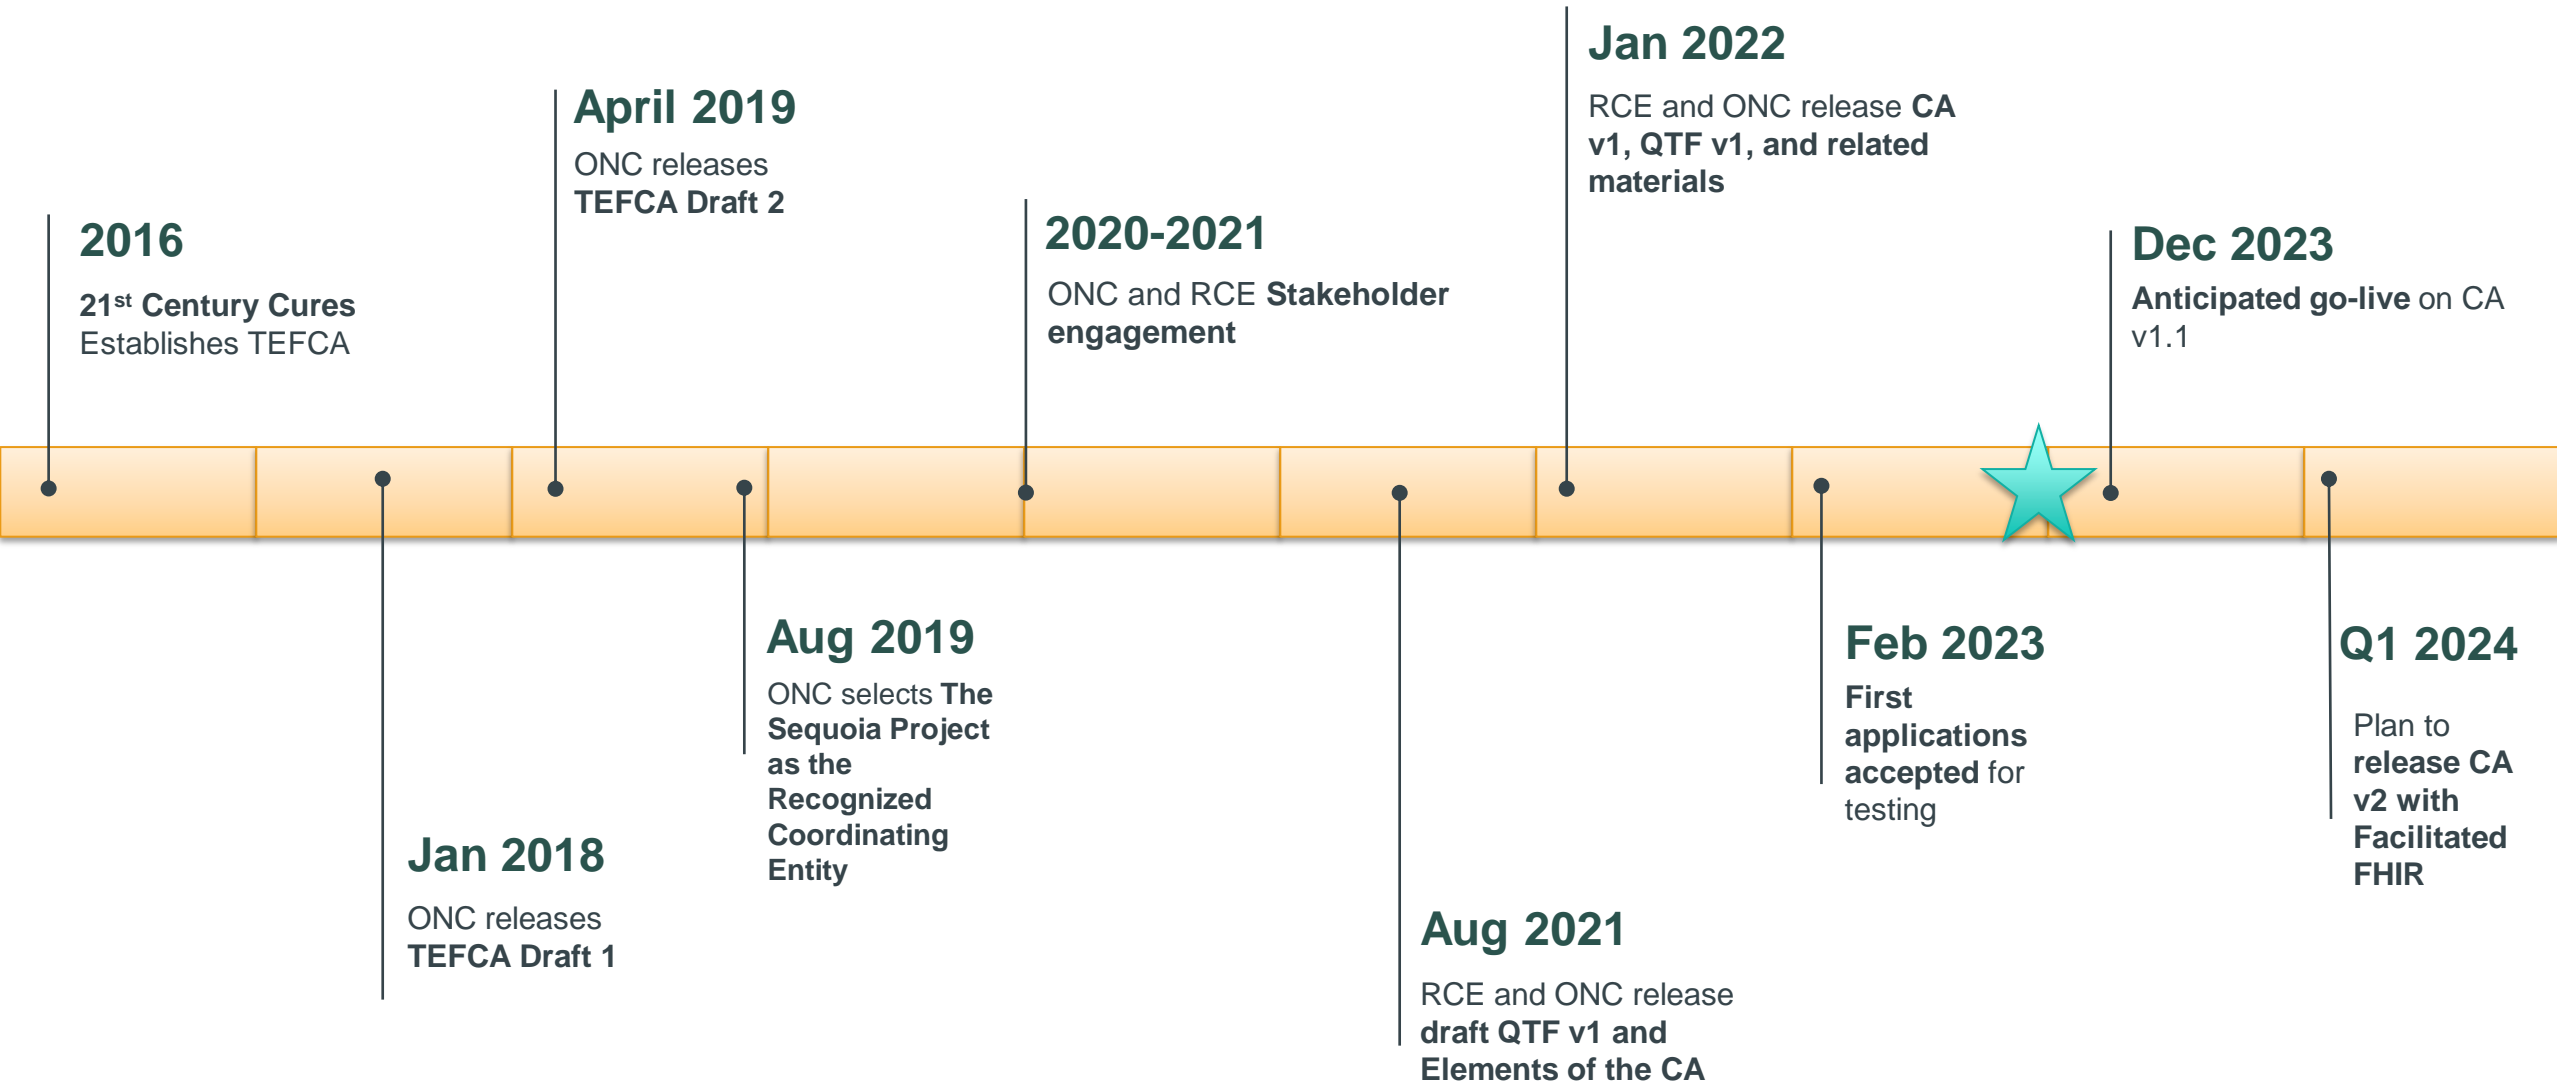 2016
21st Century Cures
Establishes TEFCA
Jan 2018
ONC releases
TEFCA Draft 1
April 2019
ONC releases
TEFCA Draft 2
Aug 2019
ONC selects The
Sequoia Project
as the
Recognized
Coordinating
Entity
2020-2021
ONC and RCE Stakeholder
engagement
Aug 2021
RCE and ONC release
draft QTF v1 and
Elements of the CA
Jan 2022
RCE and ONC release CA
v1, QTF v1, and related
materials
Feb 2023
First
applications
accepted for
testing
Dec 2023
Anticipated go-live on CA
v1.1
Q1 2024
Plan to
release CA
v2 with
Facilitated
FHIR